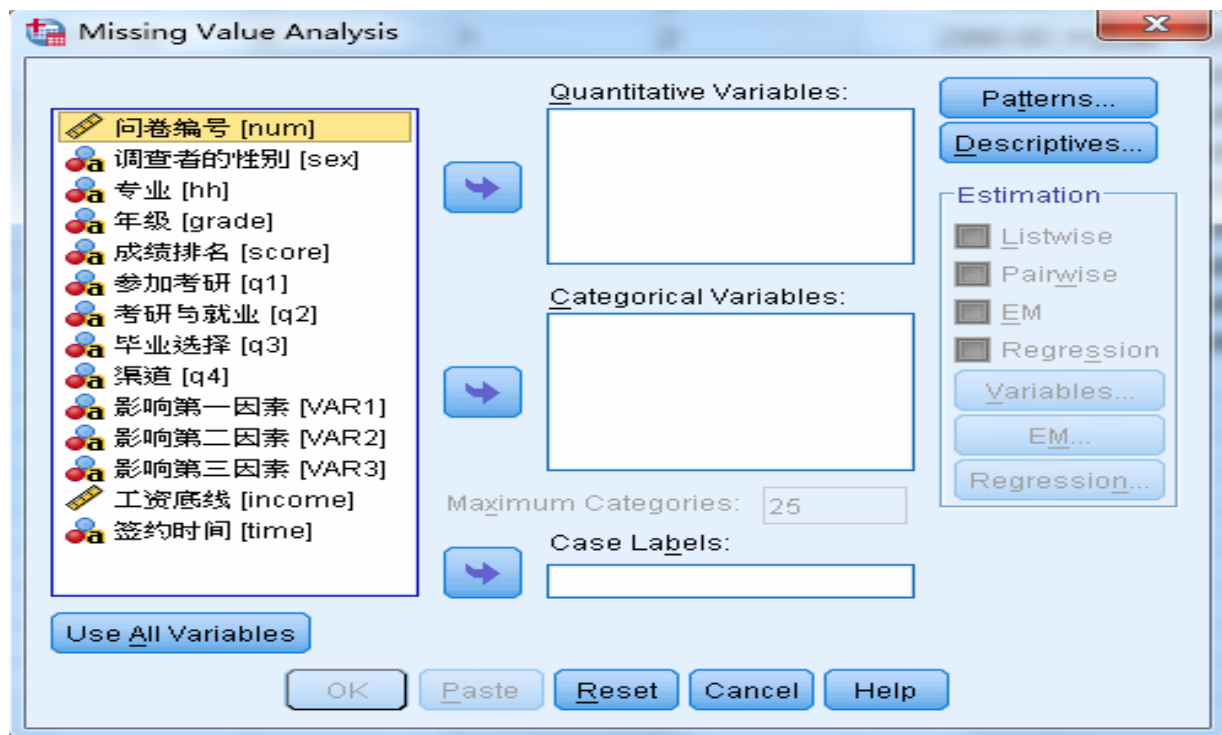 Missing Value Analysis
问卷编号 [num]
调查者的性别 [sex]
专业 [hh]
年级 [grade]
成绩排名 [score]
参加考研 [q1]
考研与就业 [q2]
毕业选择 [q3]
渠道 [q4]
影响第一因素 [VAR1]
影响第二因素 [VAR2]
影响第三因素 [VAR3]
工资底线 [income]
签约时间 [time]
Use All Variables
Quantitative Variables:
Categorical Variables:
Maximum Categories: 25
Case Labels:
Patterns...
Descriptives...
Estimation
Listwise
Pairwise
EM
Regression
Variables...
EM...
Regression...
OK Paste Reset Cancel Help